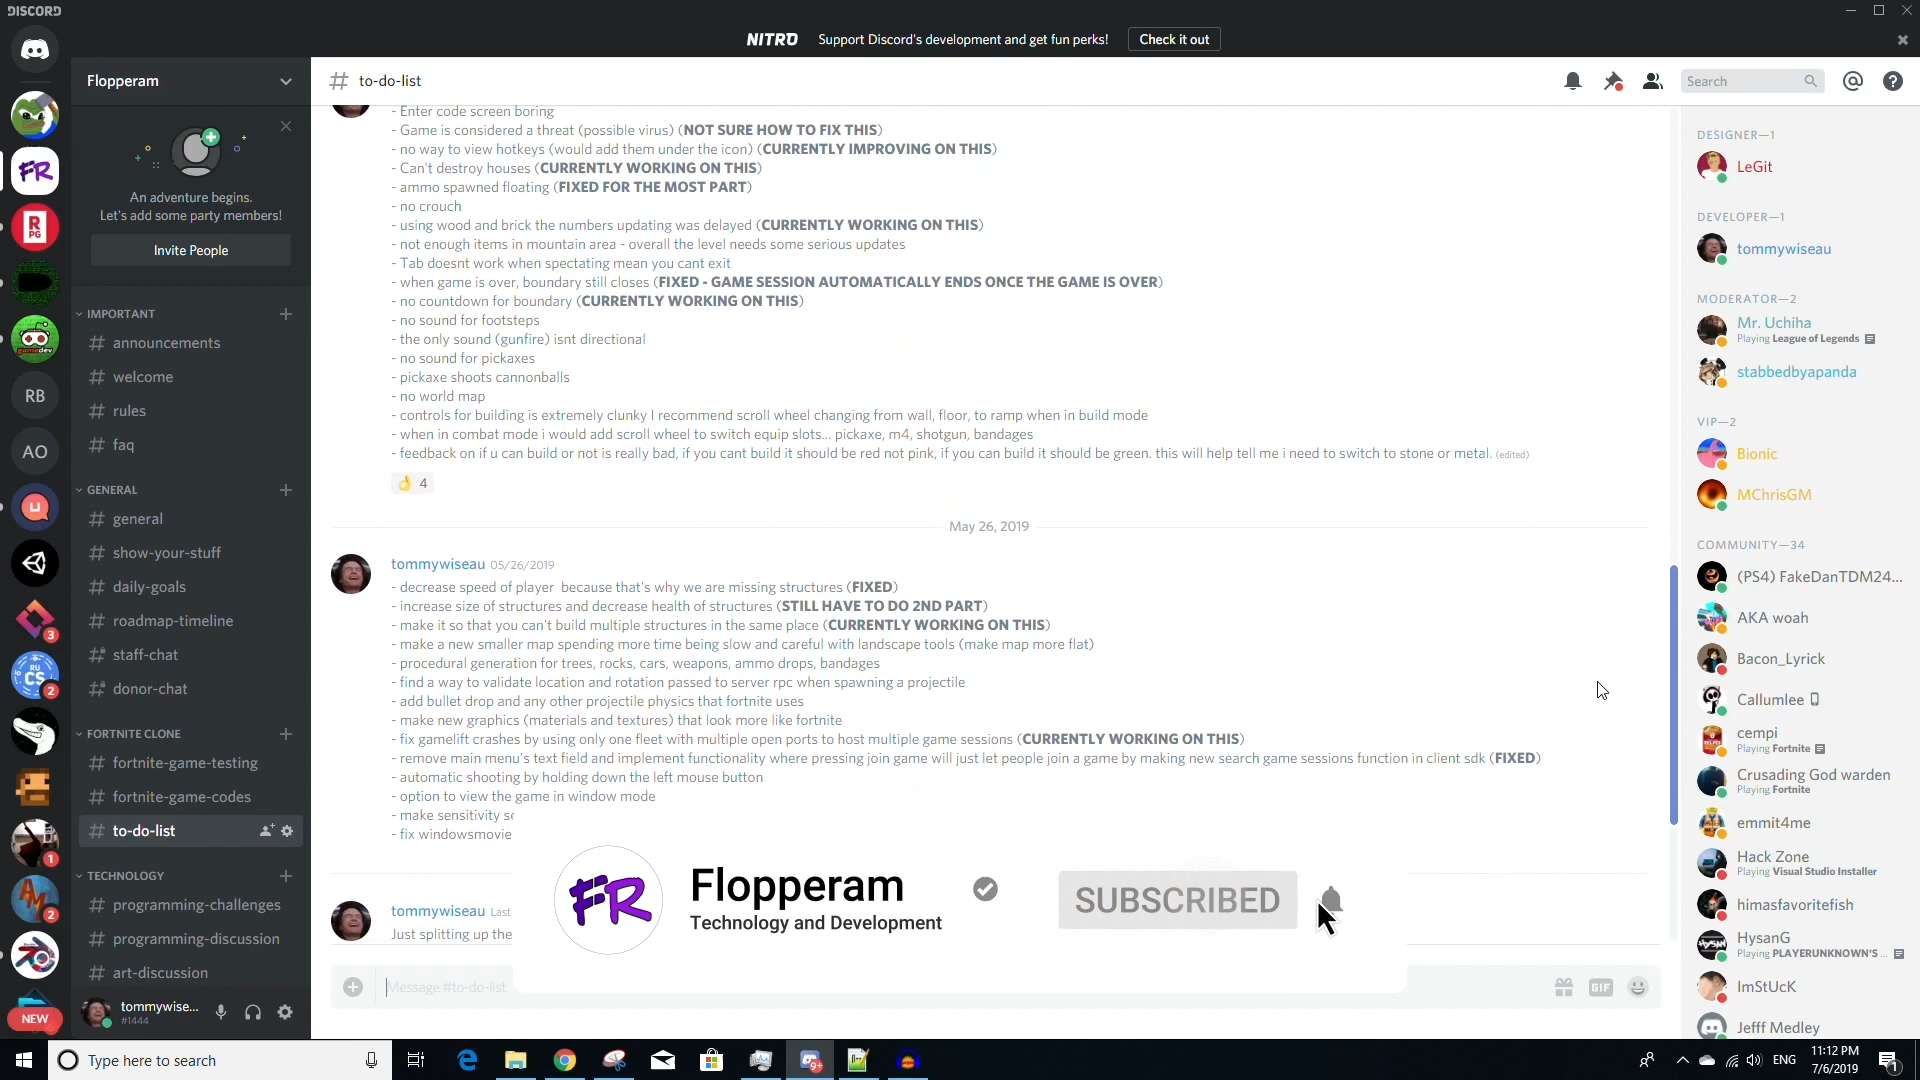 DISCORD
NITRO Support Discord's development and get fun perks! Check it out
Flopperam
An adventure begins.
Let's add some party members!
Invite People
IMPORTANT
announcements
welcome
rules
faq
GENERAL
general
show-your-stuff
daily-goals
roadmap-timeline
staff-chat
donor-chat
FORTNITE CLONE
fortnite-game-testing
fortnite-game-codes
to-do-list
TECHNOLOGY
programming-challenges
programming-discussion
art-discussion
tommywise...
#1444
FR
RPG
gamedev
RB
AO
3
RU
CS
2
1
2
NEW
# to-do-list
Search
- Enter code screen boring
- Game is considered a threat (possible virus) (NOT SURE HOW TO FIX THIS)
- no way to view hotkeys (would add them under the icon) (CURRENTLY IMPROVING ON THIS)
- Can't destroy houses (CURRENTLY WORKING ON THIS)
- ammo spawned floating (FIXED FOR THE MOST PART)
- no crouch
- using wood and brick the numbers updating was delayed (CURRENTLY WORKING ON THIS)
- not enough items in mountain area - overall the level needs some serious updates
- Tab doesnt work when spectating mean you cant exit
- when game is over, boundary still closes (FIXED - GAME SESSION AUTOMATICALLY ENDS ONCE THE GAME IS OVER)
- no countdown for boundary (CURRENTLY WORKING ON THIS)
- no sound for footsteps
- the only sound (gunfire) isnt directional
- no sound for pickaxes
- pickaxe shoots cannonballs
- no world map
- controls for building is extremely clunky I recommend scroll wheel changing from wall, floor, to ramp when in build mode
- when in combat mode i would add scroll wheel to switch equip slots... pickaxe, m4, shotgun, bandages
- feedback on if u can build or not is really bad, if you cant build it should be red not pink, if you can build it should be green. this will help tell me i need to switch to stone or metal. (edited)
4
May 26, 2019
tommywiseau 05/26/2019
- decrease speed of player because that's why we are missing structures (FIXED)
- increase size of structures and decrease health of structures (STILL HAVE TO DO 2ND PART)
- make it so that you can't build multiple structures in the same place (CURRENTLY WORKING ON THIS)
- make a new smaller map spending more time being slow and careful with landscape tools (make map more flat)
- procedural generation for trees, rocks, cars, weapons, ammo drops, bandages
- find a way to validate location and rotation passed to server rpc when spawning a projectile
- add bullet drop and any other projectile physics that fortnite uses
- make new graphics (materials and textures) that look more like fortnite
- fix gamelift crashes by using only one fleet with multiple open ports to host multiple game sessions (CURRENTLY WORKING ON THIS)
- remove main menu's text field and implement functionality where pressing join game will just let people join a game by making new search game sessions function in client sdk (FIXED)
- automatic shooting by holding down the left mouse button
- option to view the game in window mode
- make sensitivity se
- fix windowsmovie
tommywiseau Last
Just splitting up the
Message #to-do-list
GIF
FR
Flopperam
Technology and Development
SUBSCRIBED
DESIGNER—1
LeGit
DEVELOPER—1
tommywiseau
MODERATOR—2
Mr. Uchiha
Playing League of Legends
stabbedbyapanda
VIP—2
Bionic
MChrisGM
COMMUNITY—34
(PS4) FakeDanTDM24...
AKA woah
Bacon_Lyrick
Callumlee
cempi
Playing Fortnite
Crusading God warden
Playing Fortnite
emmit4me
Hack Zone
Playing Visual Studio Installer
himasfavoritefish
HysanG
Playing PLAYERUNKNOWN'S ...
ImStUcK
Jefff Medley
Type here to search
9+
ENG
11:12 PM
7/6/2019
1